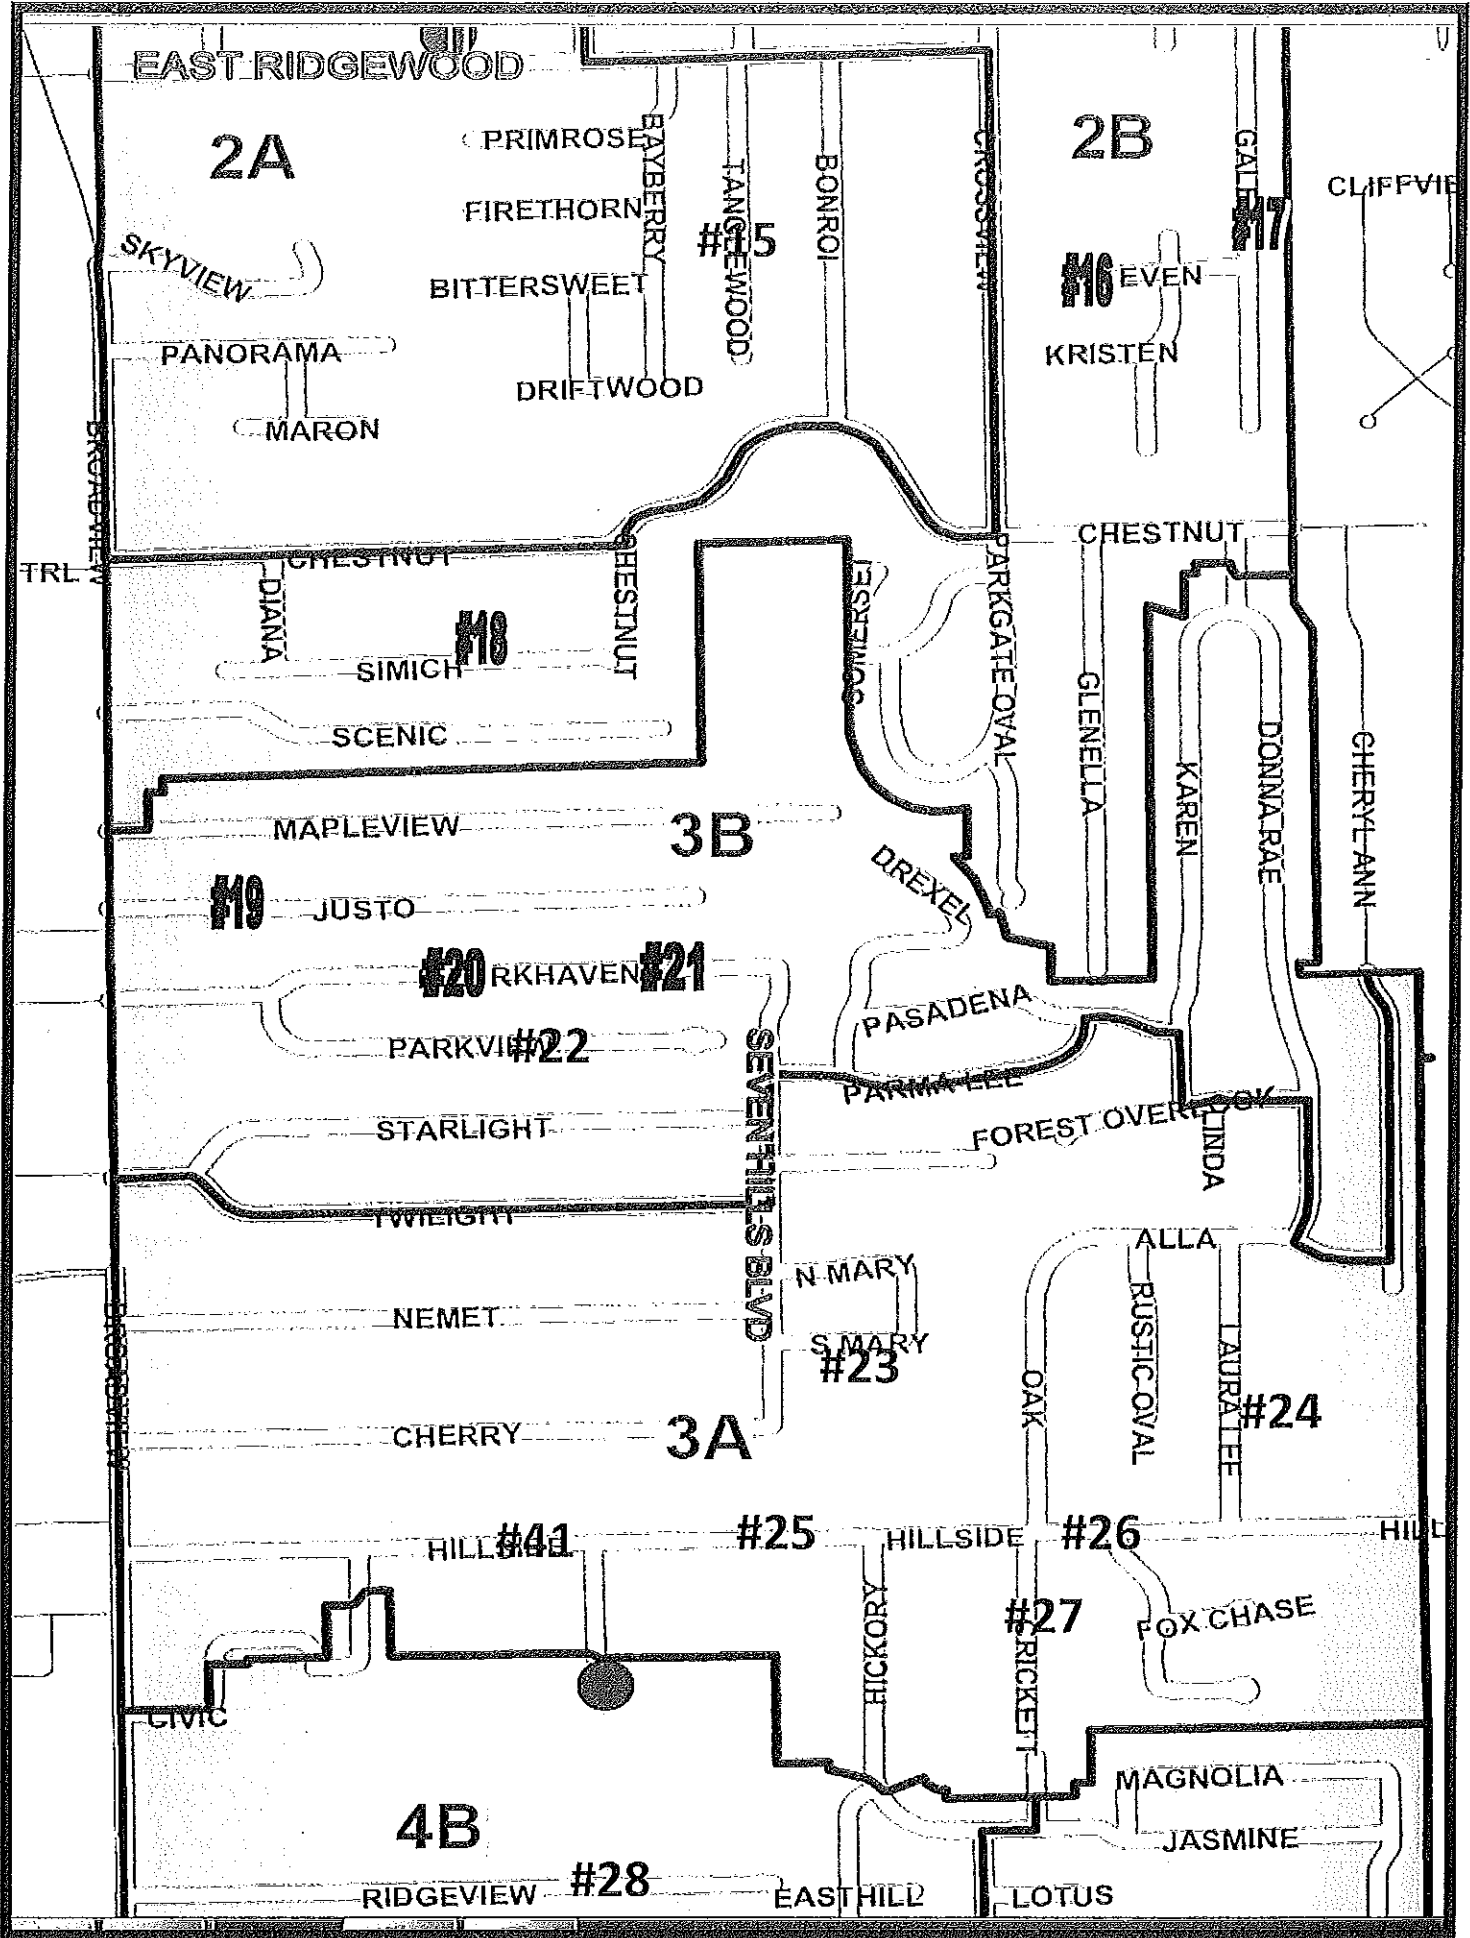 EAST RIDGEWOOD
2A
2B
PRIMROSE
BAYBERRY
TANGLEWOOD
BONROI
CROSSVIEW
CLIFFVIE
FIRETHORN
#15
#17
SKYVIEW
BITTERSWEET
#16
EVEN
PANORAMA
KRISTEN
DRIFTWOOD
MARON
BROADVIEW
CHESTNUT
CHESTNUT
TRL
DIANA
CHESTNUT
PARKGATE OVAL
#18
SIMICH
GLENELLA
SCENIC
KAREN
DONNA RAE
CHERYL ANN
MAPLEVIEW
3B
DREXEL
#19
JUSTO
#20
RKHAVEN
#21
PASADENA
PARKVIEW
#22
SEVEN HILLS BLVD
PARMA LEE
STARLIGHT
FOREST OVERLOOK
LINDA
TWILIGHT
ALLA
N MARY
NEMET
RUSTIC OVAL
S MARY
LAURA LEE
#23
OAK
#24
BROADVIEW
CHERRY
3A
HILLSIDE
#41
#25
HILLSIDE
#26
HILL
HICKORY
#27
FOX CHASE
CIVIC
MAGNOLIA
4B
JASMINE
#28
RIDGEVIEW
EASTHILL
LOTUS